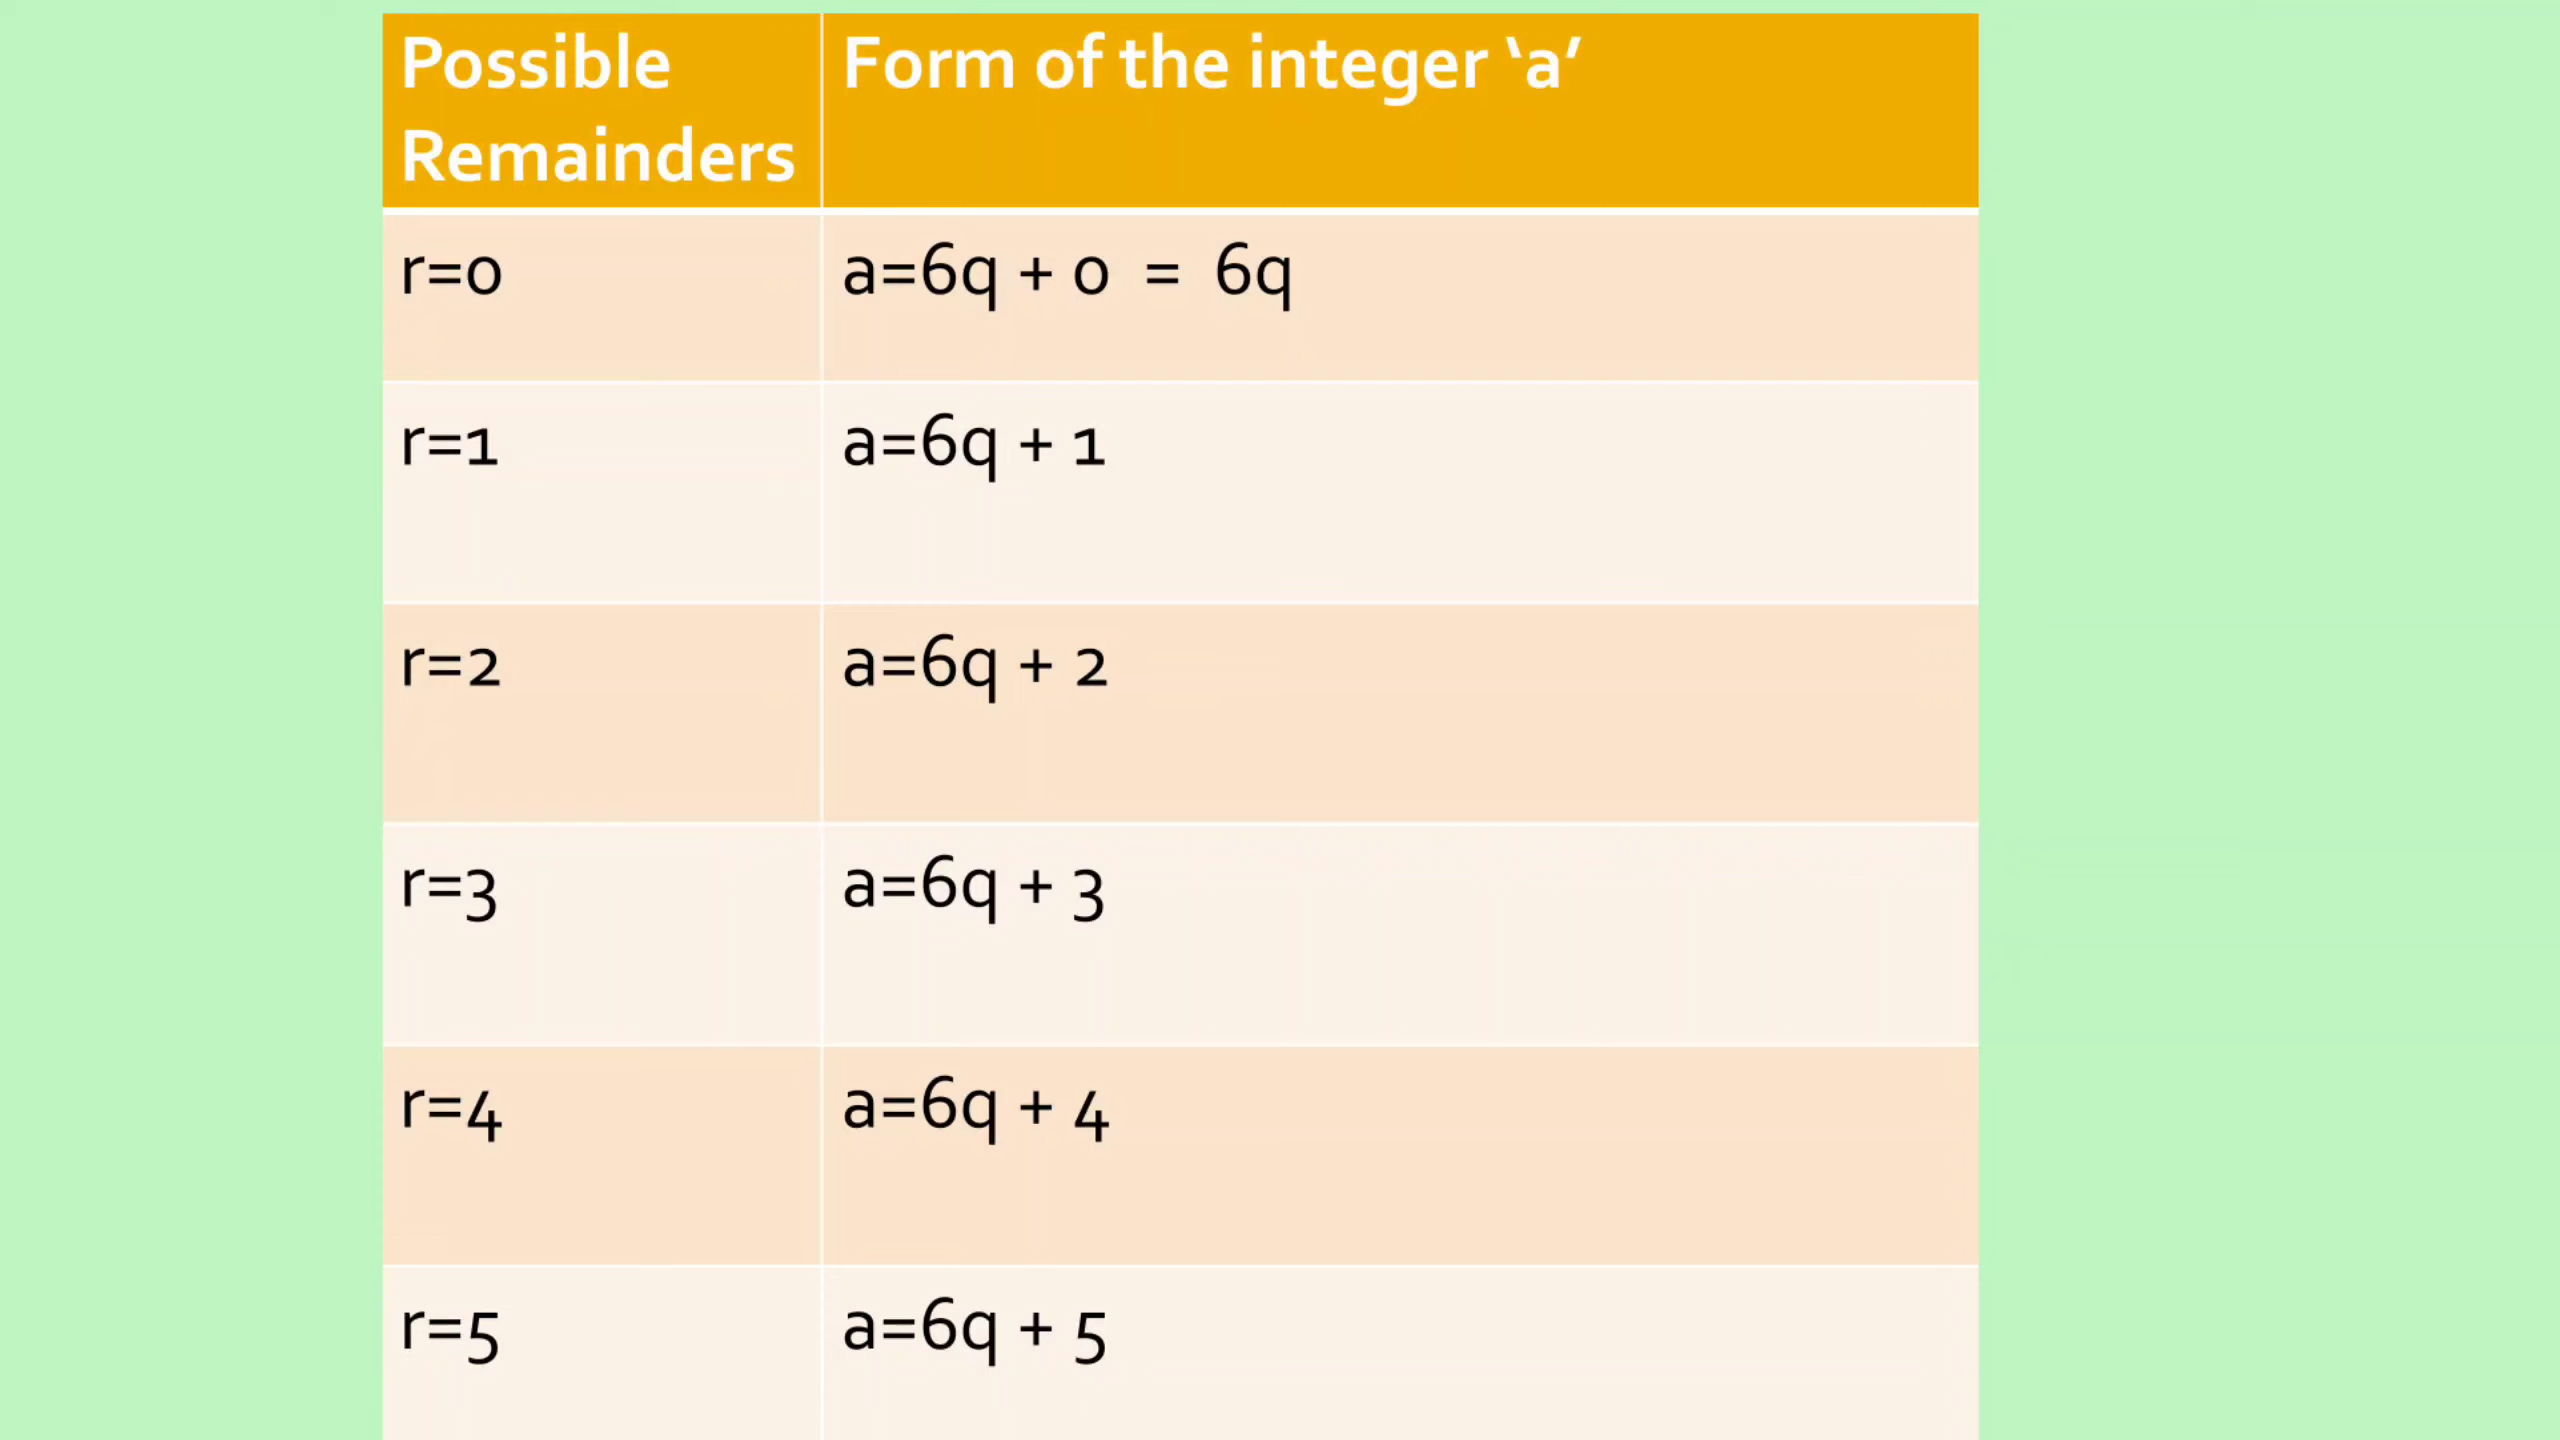 Possible
Remainders
Form of the integer ‘a’
r=0
a=6q + 0 = 6q
r=1
a=6q + 1
r=2
a=6q + 2
r=3
a=6q + 3
r=4
a=6q + 4
r=5
a=6q + 5